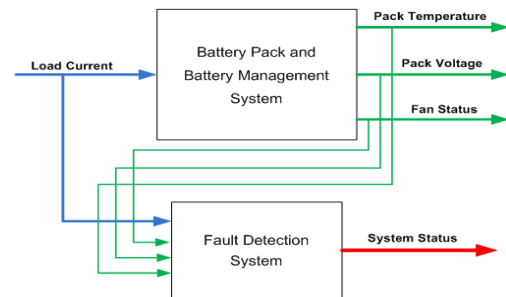 Pack Temperature
Load Current
Battery Pack and
Battery Management
System
Pack Voltage
Fan Status
Fault Detection
System
System Status